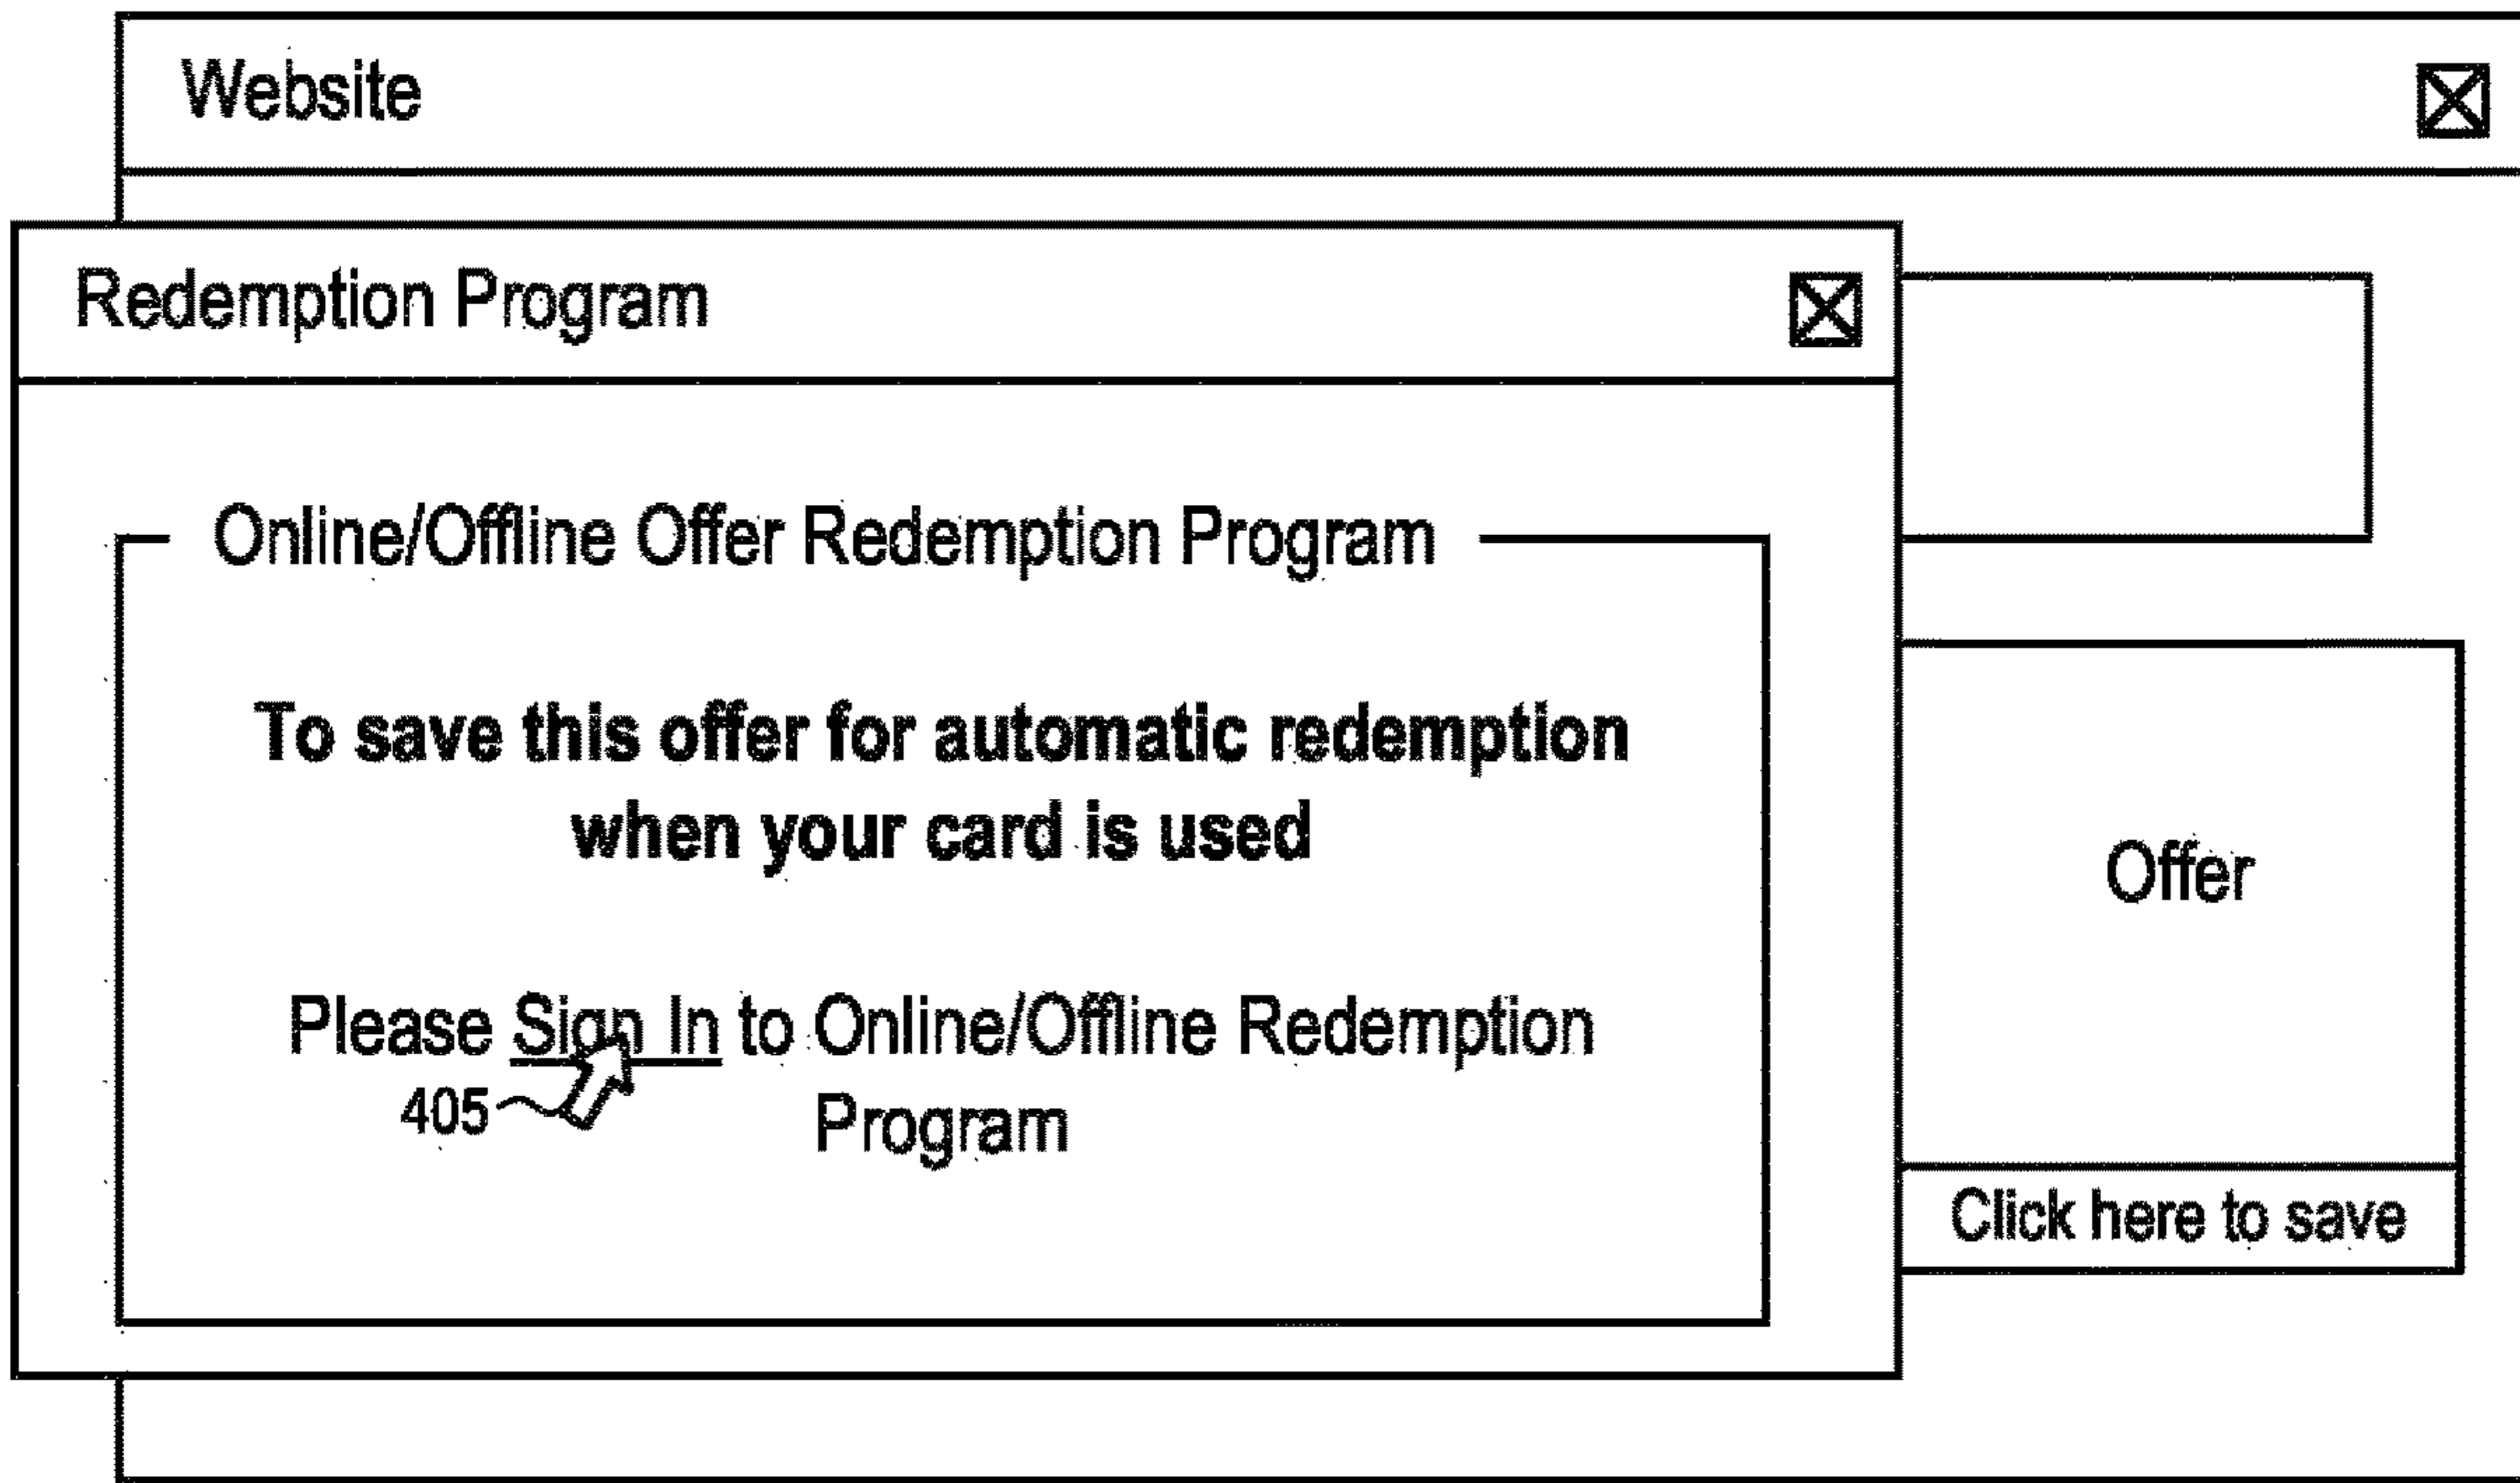 Website
Redemption Program
Online/Offline Offer Redemption Program
To save this offer for automatic redemption
when your card is used
Please Sign In to Online/Offline Redemption
405
Program
Offer
Click here to save